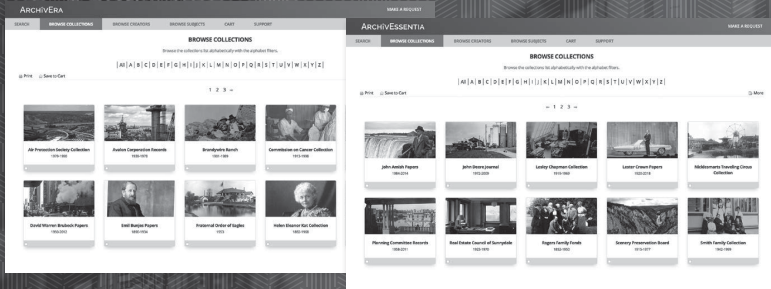 ARCHIVERA
MAKE A REQUEST
SEARCH BROWSE COLLECTIONS BROWSE CREATORS BROWSE SUBJECTS CART SUPPORT
BROWSE COLLECTIONS
Browse the collections list alphabetically with the alphabet filters.
| All | A | B | C | D | E | F | G | H | I | J | K | L | M | N | O | P | Q | R | S | T | U | V | W | X | Y | Z |
Print Save to Cart
1 2 3 →
Air Protection Society Collection
Avalon Corporation Records
Brandywine Ranch
Commission on Cancer Collection
David Warren Brubeck Papers
Emil Bunjes Papers
Fraternal Order of Eagles
1973
Helen Eleanor Kos Collection
ARCHIVESSENTIA
MAKE A REQUEST
SEARCH BROWSE COLLECTIONS BROWSE CREATORS BROWSE SUBJECTS CART SUPPORT
BROWSE COLLECTIONS
Browse the collections list alphabetically with the alphabet filters.
| All | A | B | C | D | E | F | G | H | I | J | K | L | M | N | O | P | Q | R | S | T | U | V | W | X | Y | Z |
Print Save to Cart More
← 1 2 3 →
John Amish Papers
John Deere Journal
Lesley Chapman Collection
Lester Crown Papers
Nicklésmarts Traveling Circus
Collection
Planning Committee Records
Real Estate Council of Sunnydale
Rogers Family Fonds
Scenery Preservation Board
Smith Family Collection